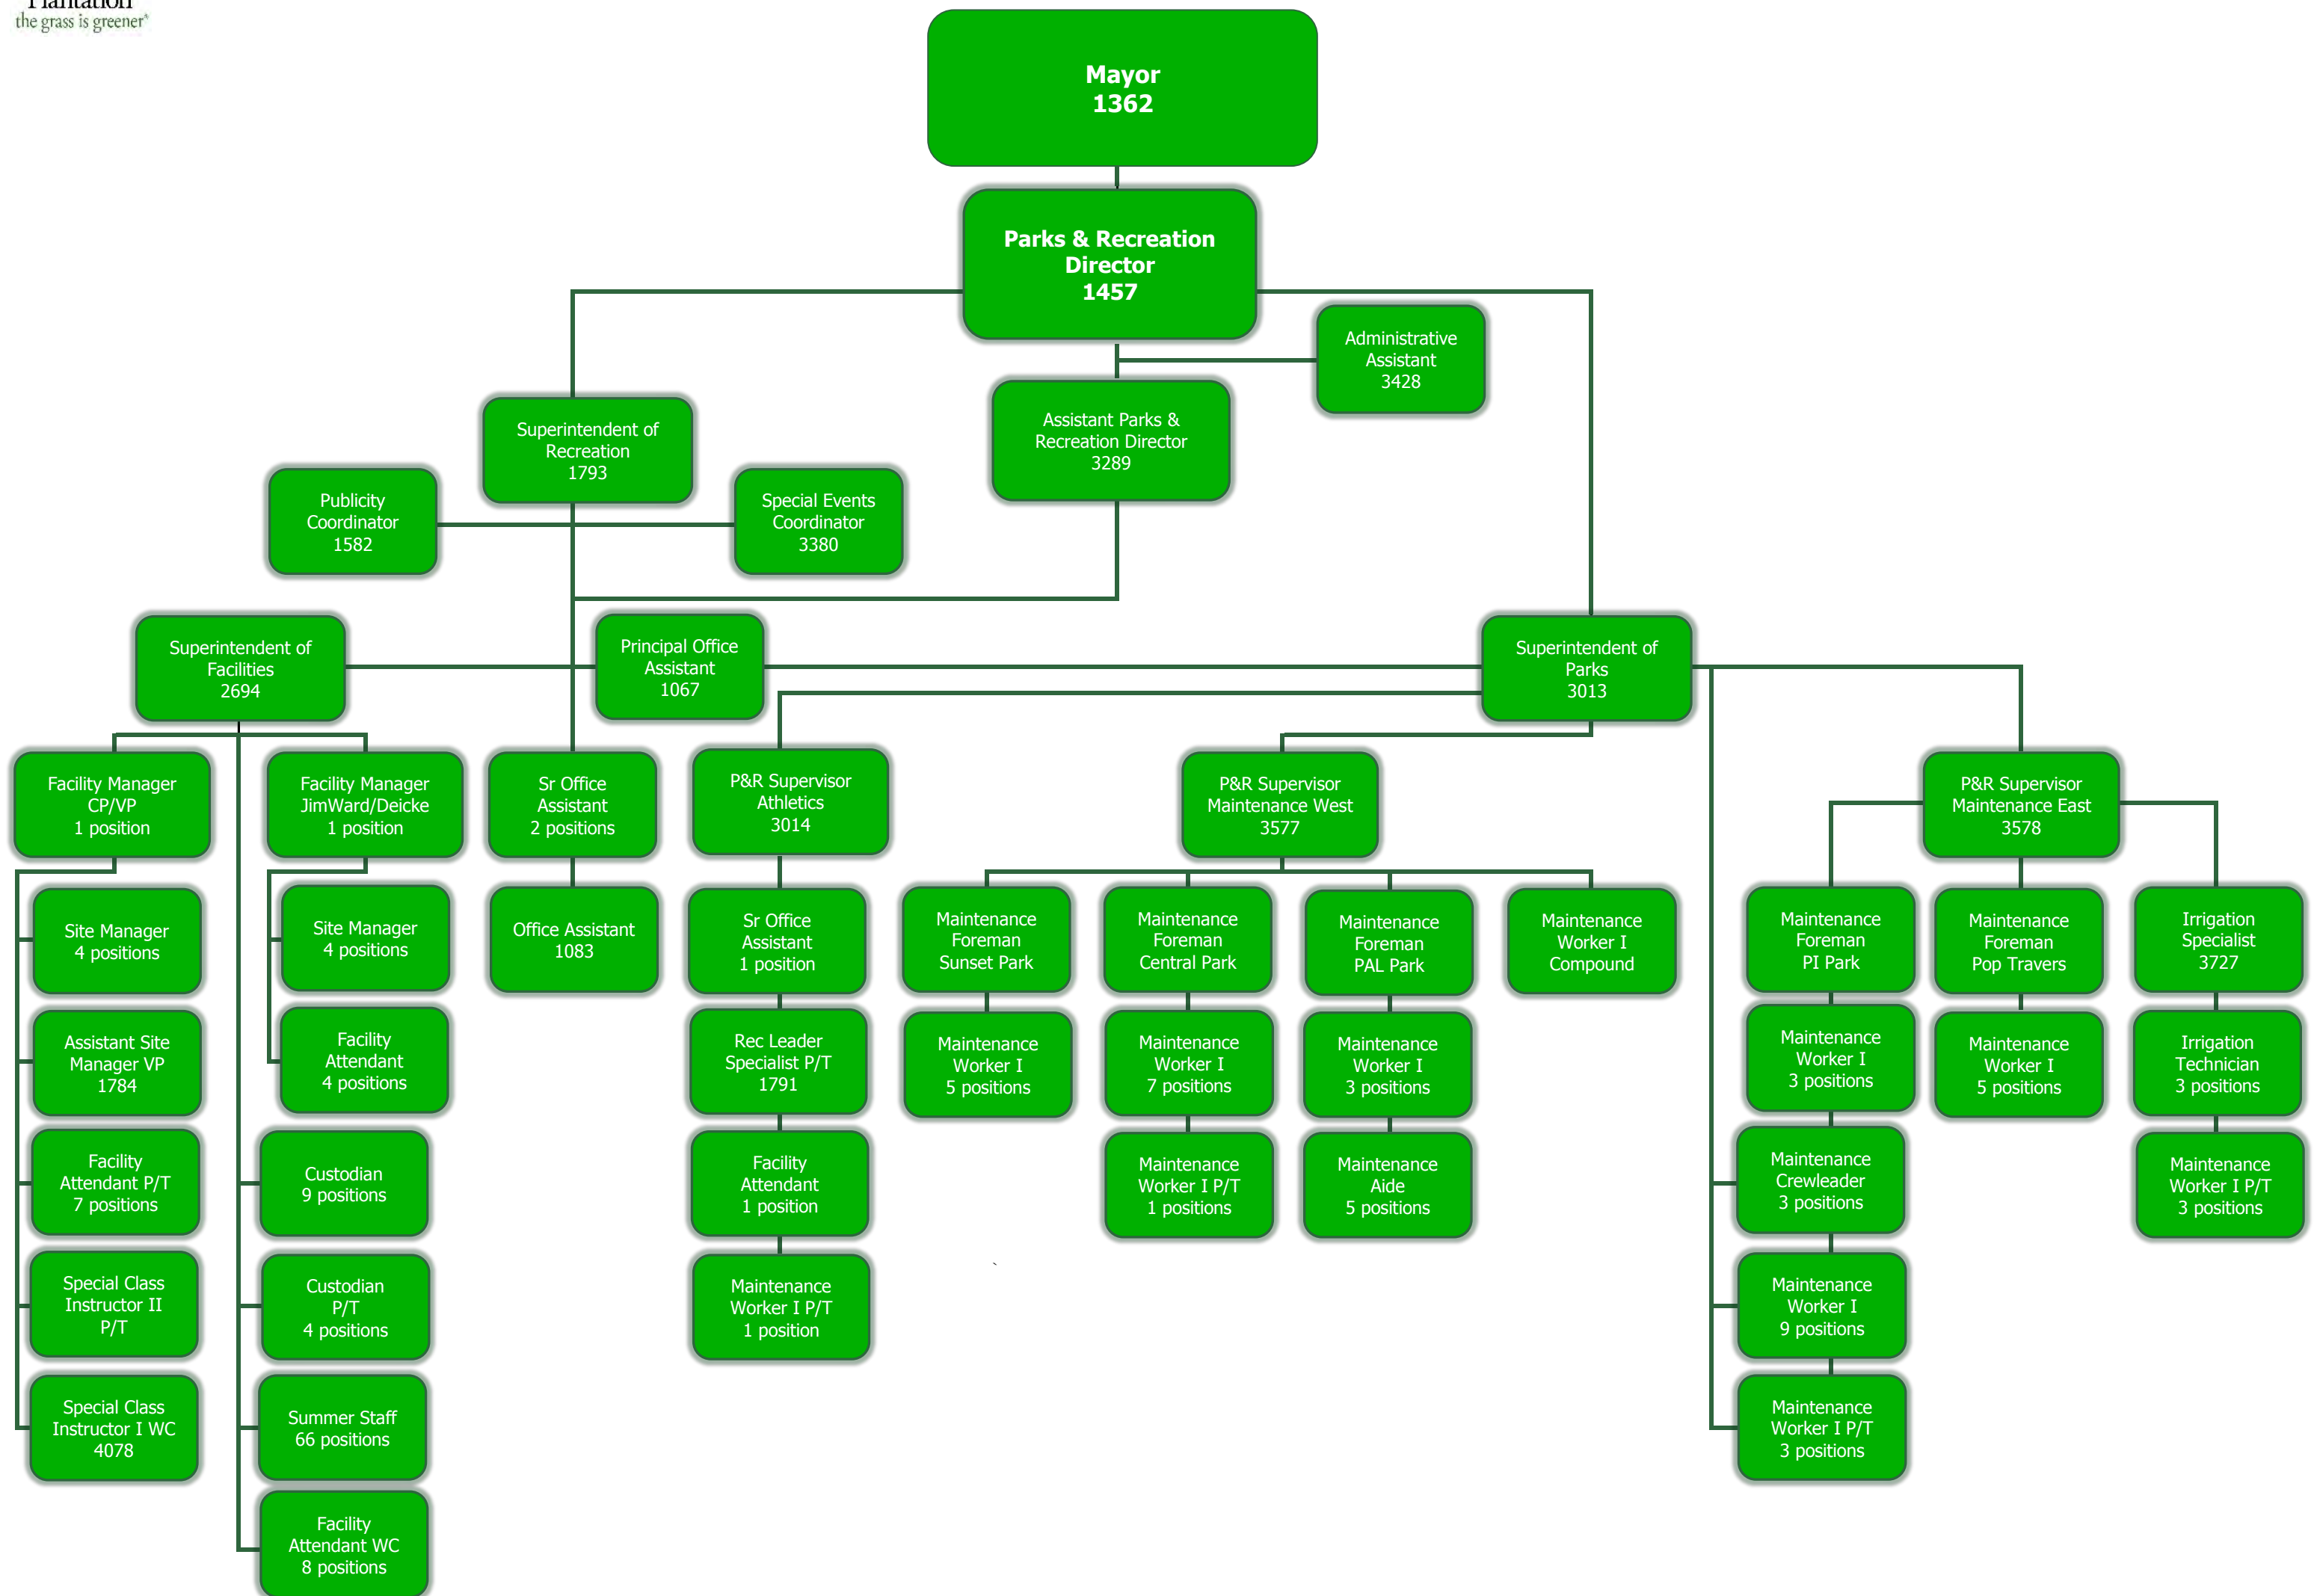 Plantation
the grass is greener
Mayor
1362
Parks & Recreation
Director
1457
Administrative
Assistant
3428
Superintendent of
Recreation
1793
Assistant Parks &
Recreation Director
3289
Publicity
Coordinator
1582
Special Events
Coordinator
3380
Superintendent of
Facilities
2694
Principal Office
Assistant
1067
Superintendent of
Parks
3013
Facility Manager
CP/VP
1 position
Facility Manager
JimWard/Deicke
1 position
Sr Office
Assistant
2 positions
P&R Supervisor
Athletics
3014
P&R Supervisor
Maintenance West
3577
P&R Supervisor
Maintenance East
3578
Site Manager
4 positions
Site Manager
4 positions
Office Assistant
1083
Sr Office
Assistant
1 position
Maintenance
Foreman
Sunset Park
Maintenance
Foreman
Central Park
Maintenance
Foreman
PAL Park
Maintenance
Worker I
Compound
Maintenance
Foreman
PI Park
Maintenance
Foreman
Pop Travers
Irrigation
Specialist
3727
Assistant Site
Manager VP
1784
Facility
Attendant
4 positions
Rec Leader
Specialist P/T
1791
Maintenance
Worker I
5 positions
Maintenance
Worker I
7 positions
Maintenance
Worker I
3 positions
Maintenance
Worker I
3 positions
Maintenance
Worker I
5 positions
Irrigation
Technician
3 positions
Facility
Attendant P/T
7 positions
Custodian
9 positions
Facility
Attendant
1 position
Maintenance
Worker I P/T
1 positions
Maintenance
Aide
5 positions
Maintenance
Crewleader
3 positions
Maintenance
Worker I P/T
3 positions
Special Class
Instructor II
P/T
Custodian
P/T
4 positions
Maintenance
Worker I P/T
1 position
Maintenance
Worker I
9 positions
Special Class
Instructor I WC
4078
Summer Staff
66 positions
Maintenance
Worker I P/T
3 positions
Facility
Attendant WC
8 positions